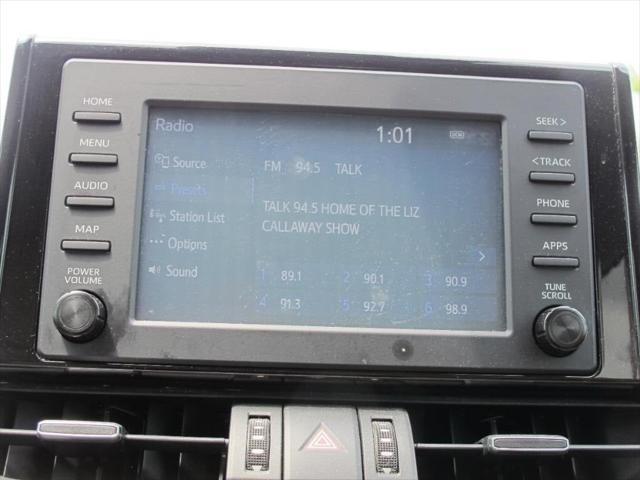 HOME
MENU
AUDIO
MAP
POWER
VOLUME
Radio
1:01
DCM
Source
Presets
Station List
Options
Sound
FM 94.5 TALK
TALK 94.5 HOME OF THE LIZ
CALLAWAY SHOW
>
1 89.1 2 90.1 3 90.9
4 91.3 5 92.7 6 98.9
SEEK >
< TRACK
PHONE
APPS
TUNE
SCROLL